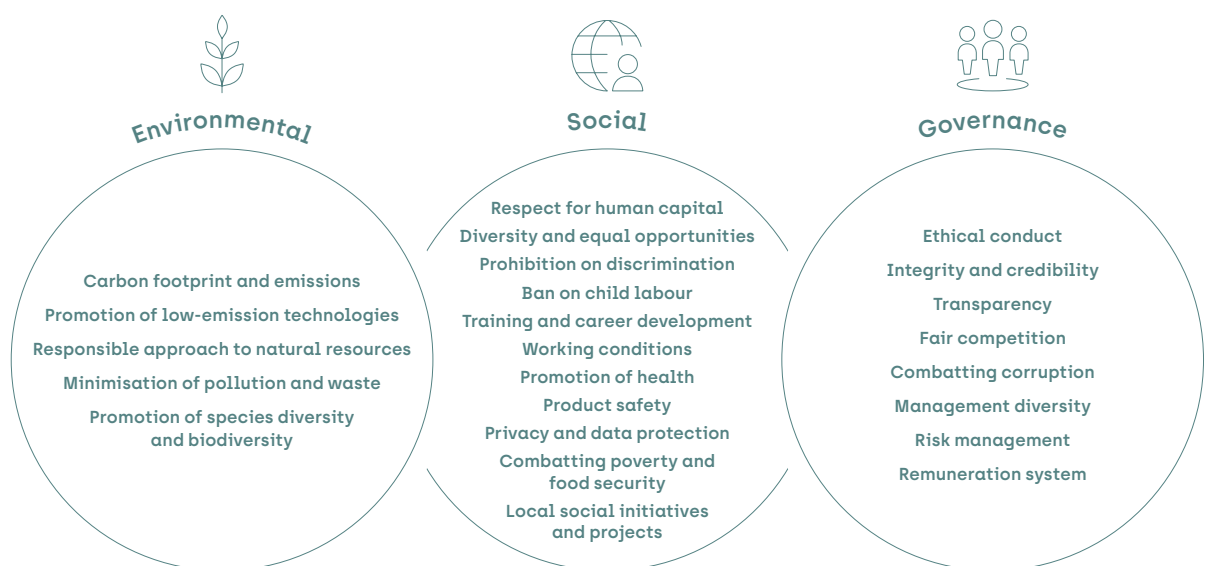 Environmental
Carbon footprint and emissions
Promotion of low-emission technologies
Responsible approach to natural resources
Minimisation of pollution and waste
Promotion of species diversity
and biodiversity
Social
Respect for human capital
Diversity and equal opportunities
Prohibition on discrimination
Ban on child labour
Training and career development
Working conditions
Promotion of health
Product safety
Privacy and data protection
Combatting poverty and
food security
Local social initiatives
and projects
Governance
Ethical conduct
Integrity and credibility
Transparency
Fair competition
Combatting corruption
Management diversity
Risk management
Remuneration system